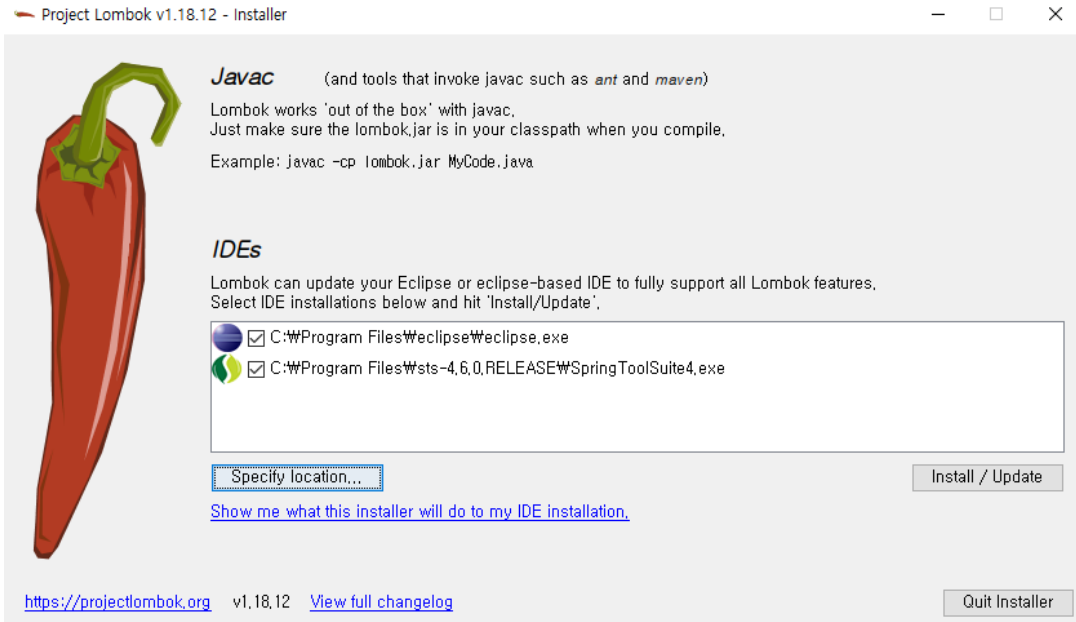 Project Lombok v1.18.12 - Installer
Javac (and tools that invoke javac such as ant and maven)
Lombok works 'out of the box' with javac.
Just make sure the lombok.jar is in your classpath when you compile.
Example: javac -cp lombok.jar MyCode.java
IDEs
Lombok can update your Eclipse or eclipse-based IDE to fully support all Lombok features.
Select IDE installations below and hit 'Install/Update'.
C:₩Program Files₩eclipse₩eclipse.exe
C:₩Program Files₩sts-4.6.0.RELEASE₩SpringToolSuite4.exe
Specify location...
Install / Update
Show me what this installer will do to my IDE installation.
https://projectlombok.org v1.18.12 View full changelog
Quit Installer